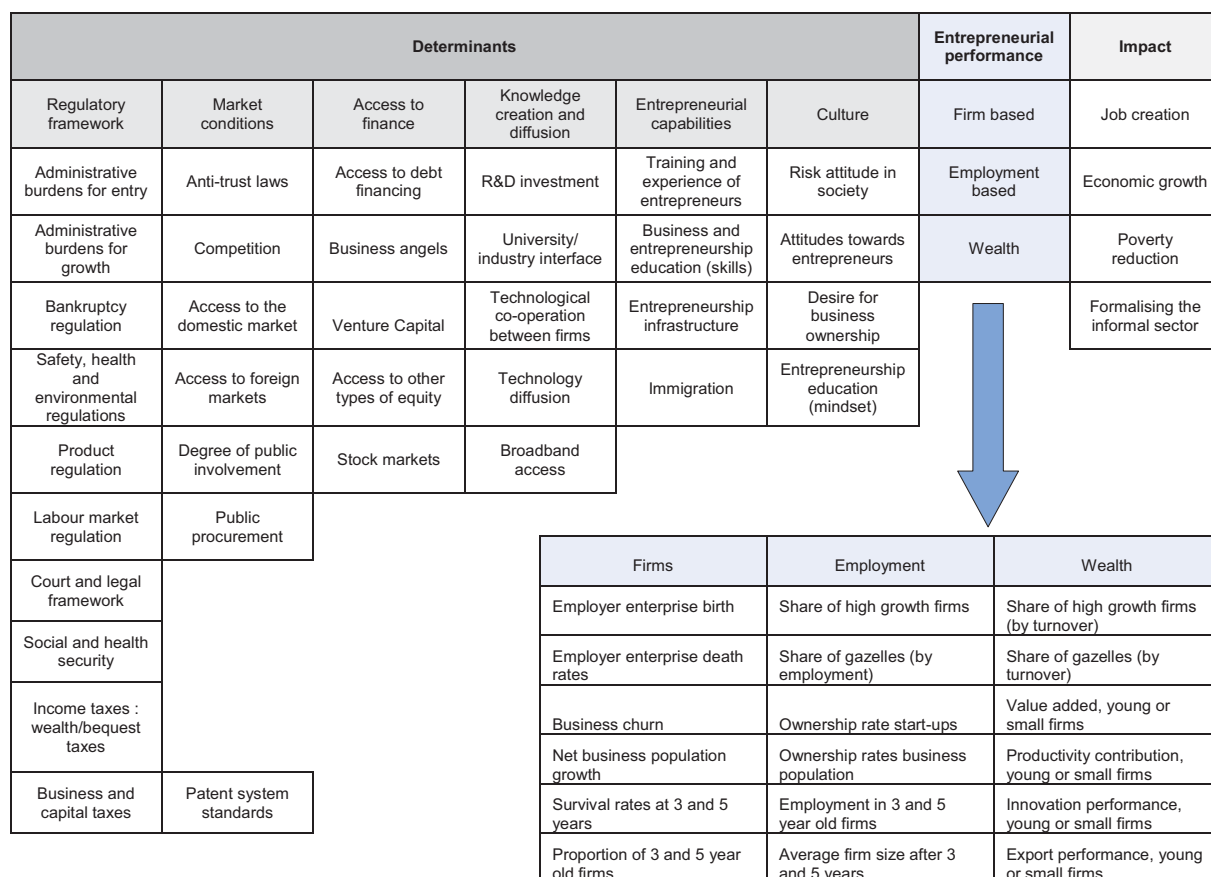 Determinants
Entrepreneurial
performance
Impact
Regulatory
framework
Market
conditions
Access to
finance
Knowledge
creation and
diffusion
Entrepreneurial
capabilities
Culture
Firm based
Job creation
Administrative
burdens for entry
Anti-trust laws
Access to debt
financing
R&D investment
Training and
experience of
entrepreneurs
Risk attitude in
society
Employment
based
Economic growth
Administrative
burdens for
growth
Competition
Business angels
University/
industry interface
Business and
entrepreneurship
education (skills)
Attitudes towards
entrepreneurs
Wealth
Poverty
reduction
Bankruptcy
regulation
Access to the
domestic market
Venture Capital
Technological
co-operation
between firms
Entrepreneurship
infrastructure
Desire for
business
ownership
Formalising the
informal sector
Safety, health
and
environmental
regulations
Access to foreign
markets
Access to other
types of equity
Technology
diffusion
Immigration
Entrepreneurship
education
(mindset)
Product
regulation
Degree of public
involvement
Stock markets
Broadband
access
Labour market
regulation
Public
procurement
Court and legal
framework
Social and health
security
Income taxes :
wealth/bequest
taxes
Business and
capital taxes
Patent system
standards
Firms
Employment
Wealth
Employer enterprise birth
Share of high growth firms
Share of high growth firms
(by turnover)
Employer enterprise death
rates
Share of gazelles (by
employment)
Share of gazelles (by
turnover)
Business churn
Ownership rate start-ups
Value added, young or
small firms
Net business population
growth
Ownership rates business
population
Productivity contribution,
young or small firms
Survival rates at 3 and 5
years
Employment in 3 and 5
year old firms
Innovation performance,
young or small firms
Proportion of 3 and 5 year
old firms
Average firm size after 3
and 5 years
Export performance, young
or small firms